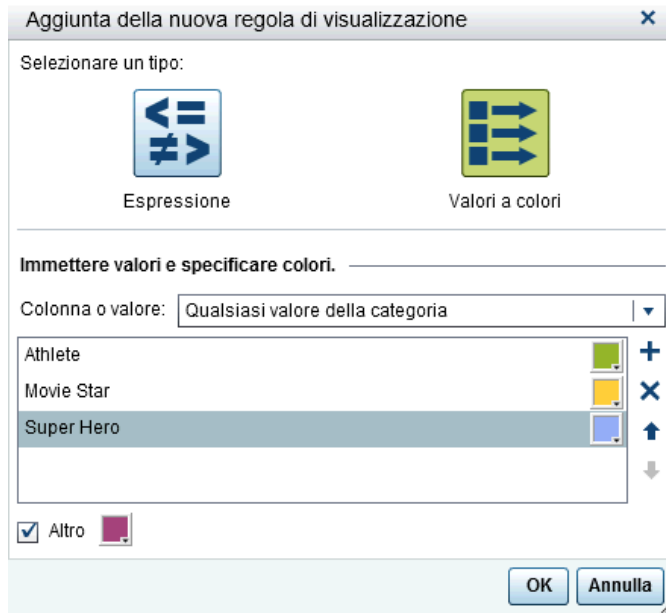 Aggiunta della nuova regola di visualizzazione
Selezionare un tipo:
Espressione
Valori a colori
Immettere valori e specificare colori.
Colonna o valore: Qualsiasi valore della categoria
Athlete
Movie Star
Super Hero
Altro
OK Annulla